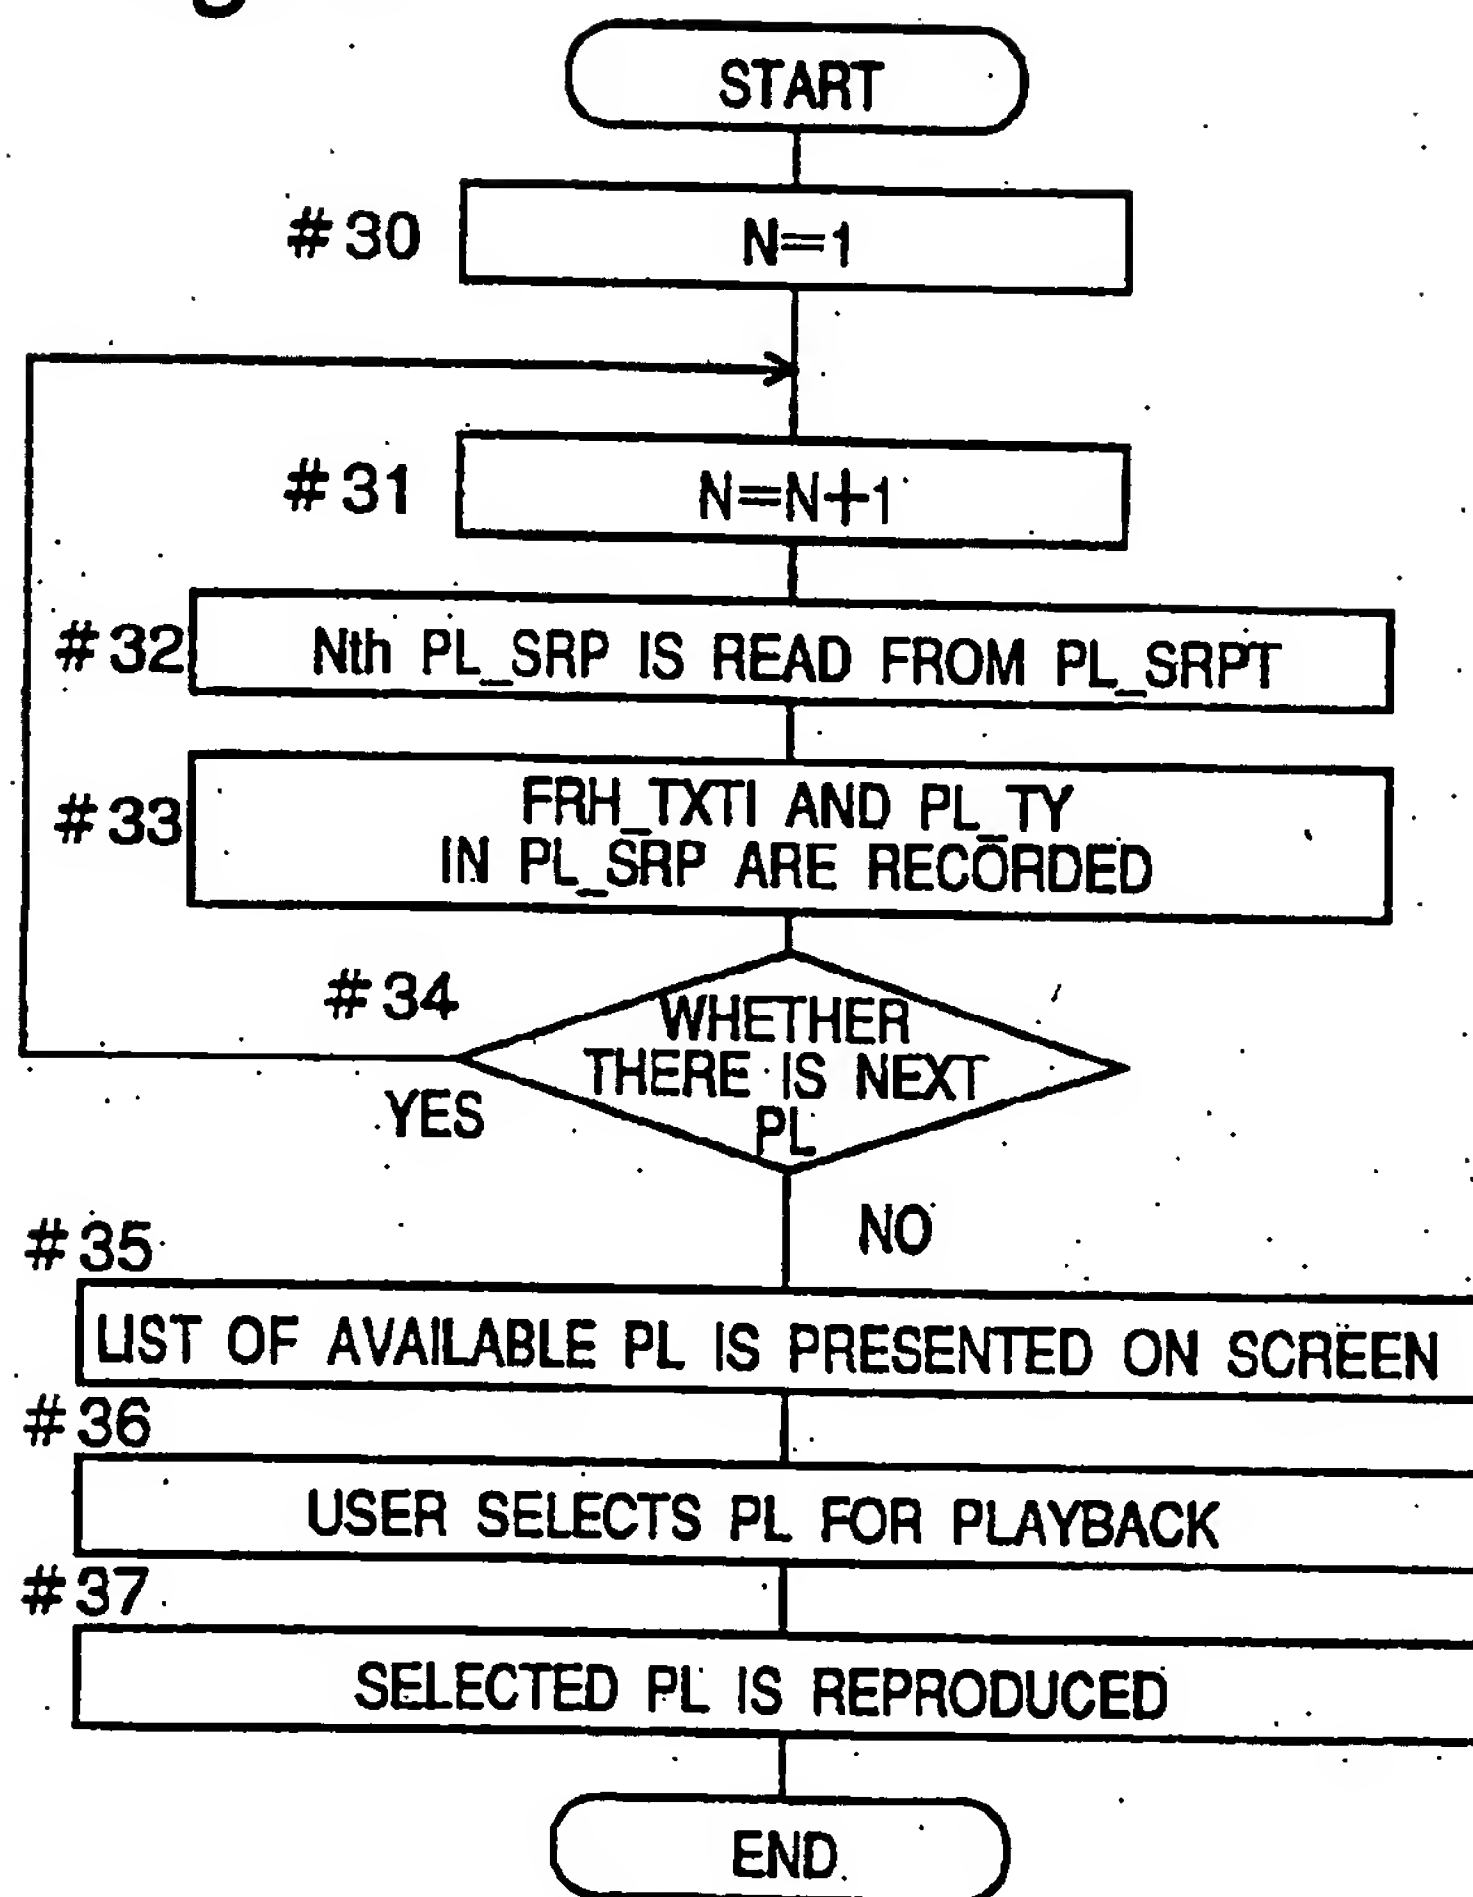 START
#30
N=1
#31
N=N+1
#32
Nth PL_SRP IS READ FROM PL_SRPT
#33
FRH_TXTI AND PL_TY
IN PL_SRP ARE RECORDED
#34
WHETHER
THERE IS NEXT
PL
YES
NO
#35
LIST OF AVAILABLE PL IS PRESENTED ON SCREEN
#36
USER SELECTS PL FOR PLAYBACK
#37
SELECTED PL IS REPRODUCED
END